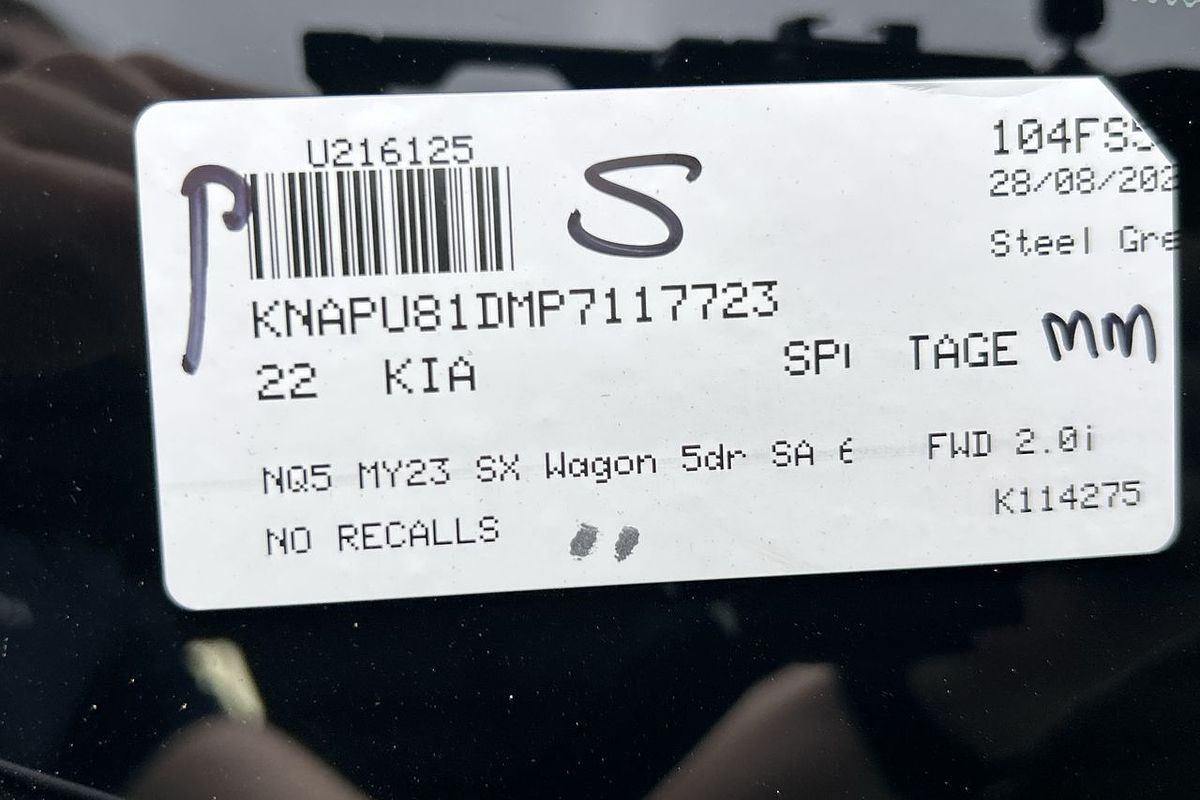 U216125
P
S
104FS5
28/08/202
Steel Gre
KNAPU81DMP7117723
22 KIA
TAGE MM
NQ5 MY23 SX Wagon 5dr SA 6 FWD 2.0i
K114275
NO RECALLS